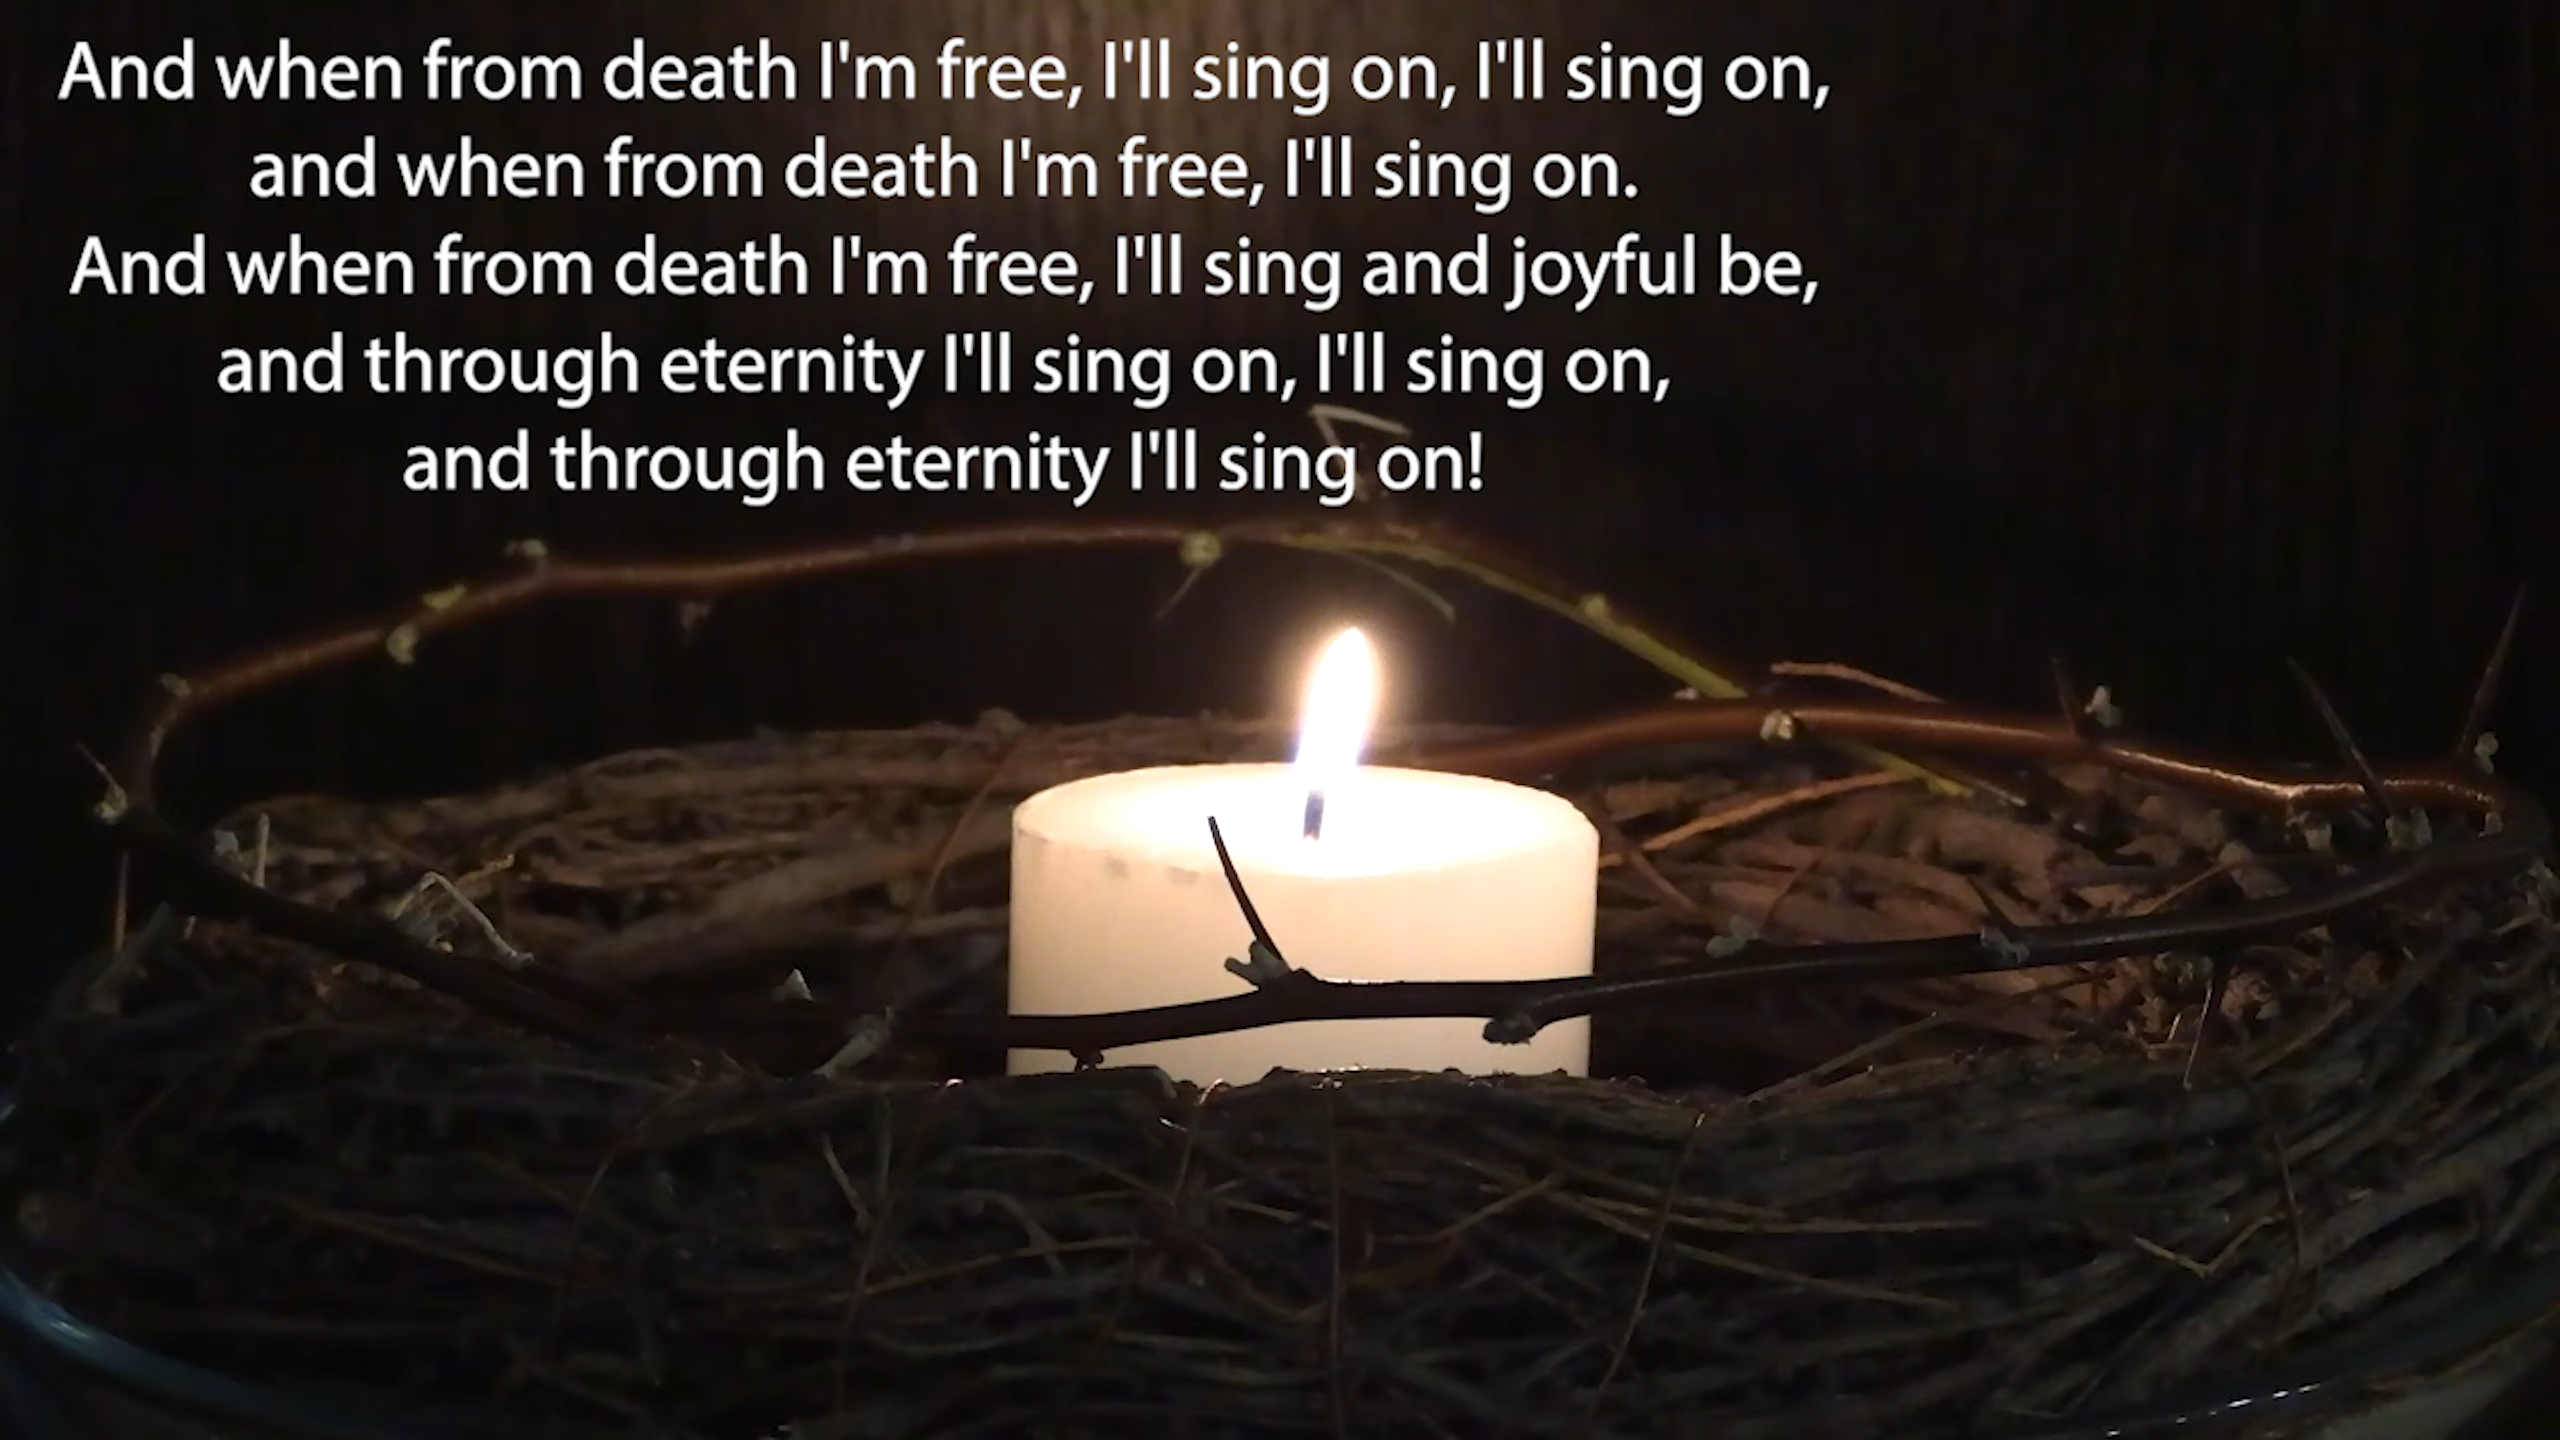 And when from death I'm free, I'll sing on, I'll sing on,
and when from death I'm free, I'll sing on.
And when from death I'm free, I'll sing and joyful be,
and through eternity I'll sing on, I'll sing on,
and through eternity I'll sing on!